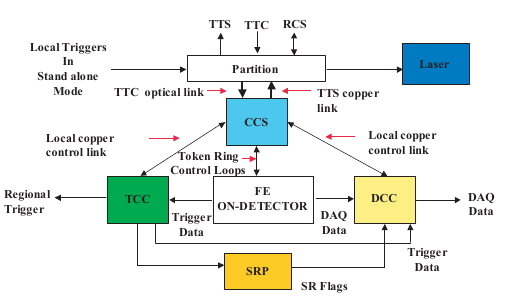 TTS TTC RCS
Local Triggers
In
Stand alone
Mode
Partition
Laser
TTC optical link
TTS copper
link
CCS
Local copper
control link
Local copper
control link
Token Ring
Control Loops
Regional
Trigger
TCC
FE
ON-DETECTOR
DCC
DAQ
Data
Trigger
Data
DAQ
Data
Trigger
Data
SRP
SR Flags